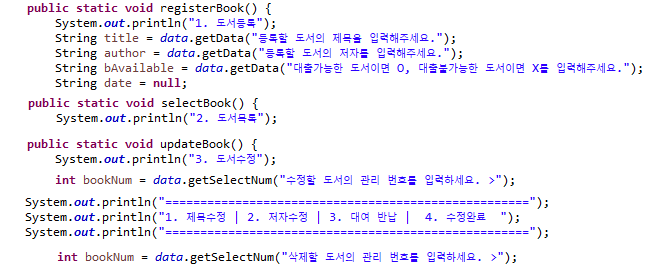 public static void registerBook() {
System.out.println("1. 도서등록");
String title = data.getData("등록할 도서의 제목을 입력해주세요.");
String author = data.getData("등록할 도서의 저자를 입력해주세요.");
String bAvailable = data.getData("대출가능한 도서이면 O, 대출불가능한 도서이면 X를 입력해주세요.");
String date = null;
public static void selectBook() {
System.out.println("2. 도서목록");
public static void updateBook() {
System.out.println("3. 도서수정");
int bookNum = data.getSelectNum("수정할 도서의 관리 번호를 입력하세요. >");
System.out.println("====================================================");
System.out.println("1. 제목수정 | 2. 저자수정 | 3. 대여 반납 |  4. 수정완료  ");
System.out.println("====================================================");
int bookNum = data.getSelectNum("삭제할 도서의 관리 번호를 입력하세요. >");